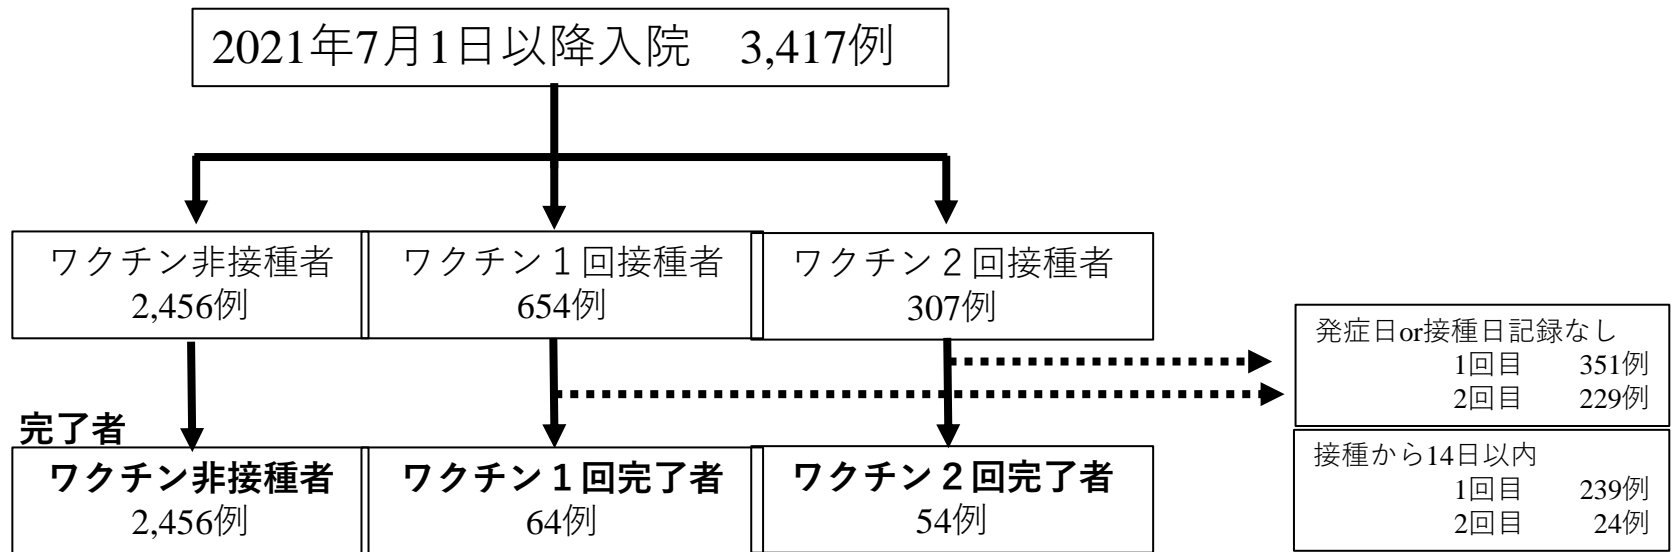 2021年7月1日以降入院　3,417例
ワクチン非接種者
2,456例
ワクチン１回接種者
654例
ワクチン２回接種者
307例
発症日or接種日記録なし
1回目　351例
2回目　229例
接種から14日以内
1回目　239例
2回目　24例
完了者
ワクチン非接種者
2,456例
ワクチン１回完了者
64例
ワクチン２回完了者
54例